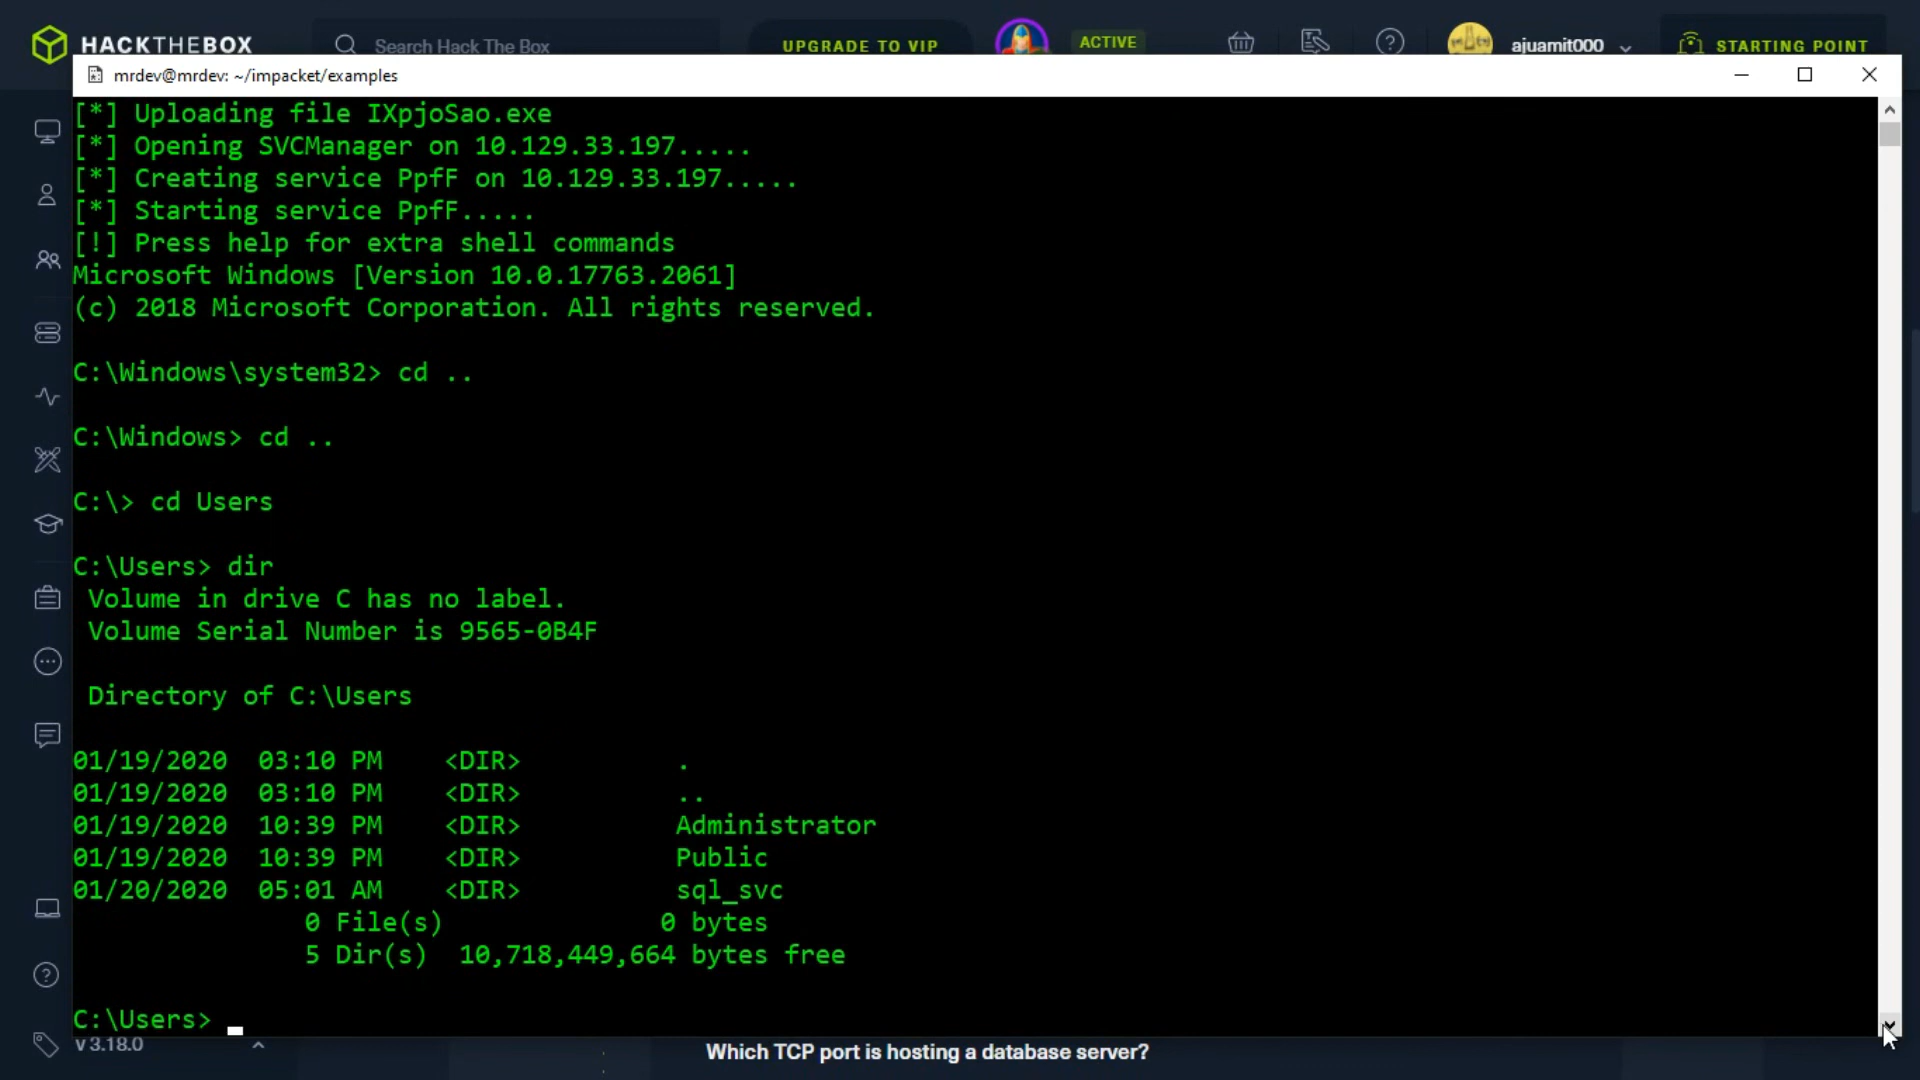 HACKTHEBOX
Search Hack The Box
UPGRADE TO VIP
ACTIVE
ajuamit000
STARTING POINT
mrdev@mrdev: ~/impacket/examples
[*] Uploading file IXpjoSao.exe
[*] Opening SVCManager on 10.129.33.197.....
[*] Creating service PpfF on 10.129.33.197.....
[*] Starting service PpfF.....
[!] Press help for extra shell commands
Microsoft Windows [Version 10.0.17763.2061]
(c) 2018 Microsoft Corporation. All rights reserved.
C:\Windows\system32> cd ..
C:\Windows> cd ..
C:\> cd Users
C:\Users> dir
Volume in drive C has no label.
Volume Serial Number is 9565-0B4F
Directory of C:\Users
01/19/2020 03:10 PM <DIR> .
01/19/2020 03:10 PM <DIR> ..
01/19/2020 10:39 PM <DIR> Administrator
01/19/2020 10:39 PM <DIR> Public
01/20/2020 05:01 AM <DIR> sql_svc
0 File(s) 0 bytes
5 Dir(s) 10,718,449,664 bytes free
C:\Users>
v 3.18.0
Which TCP port is hosting a database server?